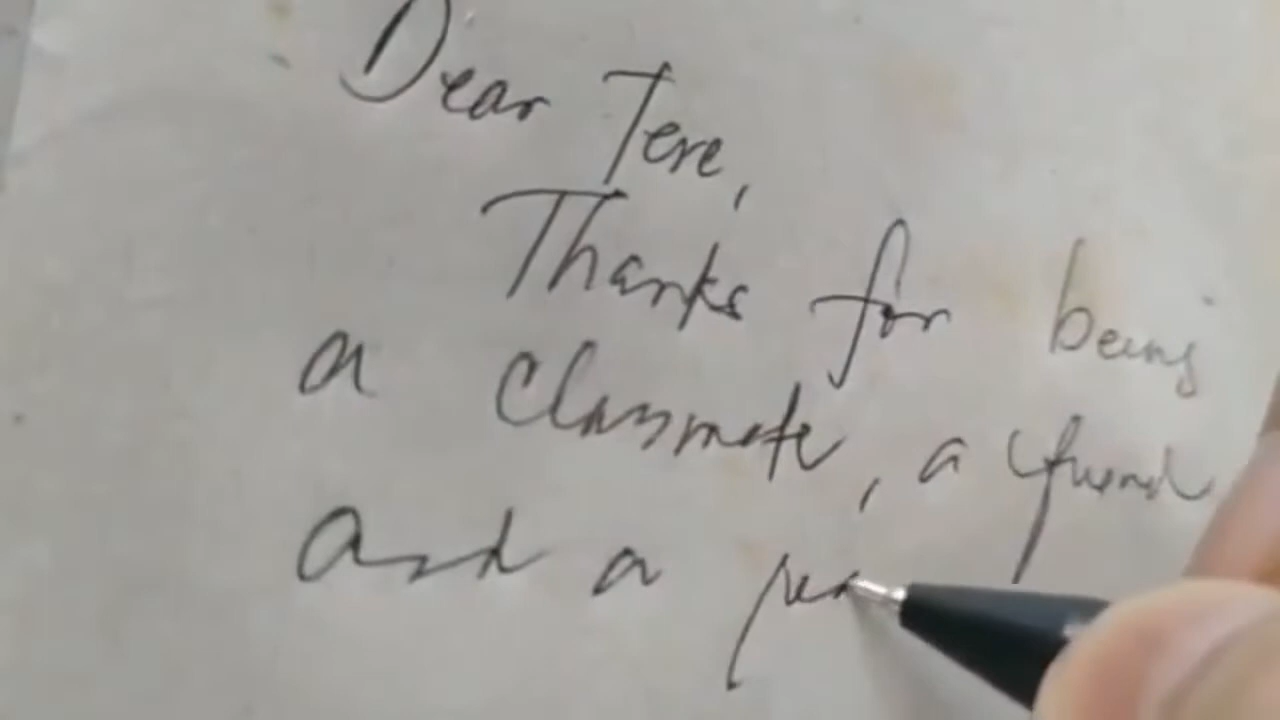 Dear Tere,
Thanks for being
a Classmate, a friend
and a